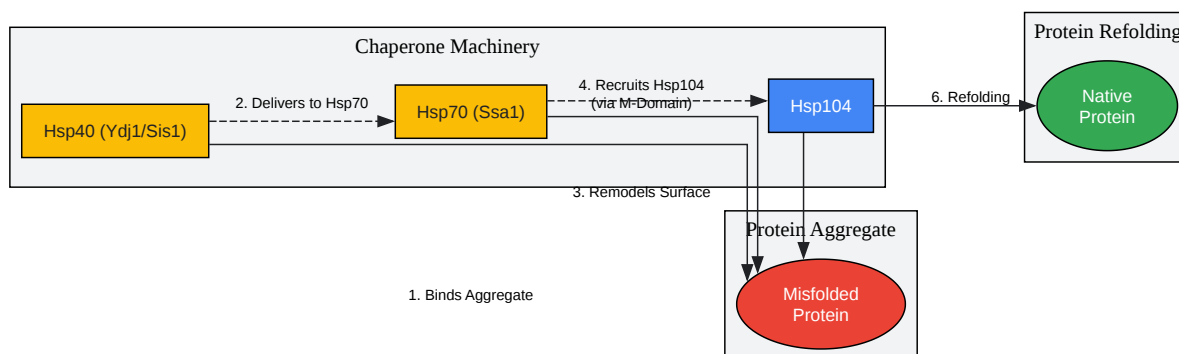 Chaperone Machinery
Protein Refolding
Hsp40 (Ydj1/Sis1)
2. Delivers to Hsp70
Hsp70 (Ssa1)
4. Recruits Hsp104
(via M-Domain)
Hsp104
6. Refolding
Native
Protein
3. Remodels Surface
Protein Aggregate
1. Binds Aggregate
Misfolded
Protein